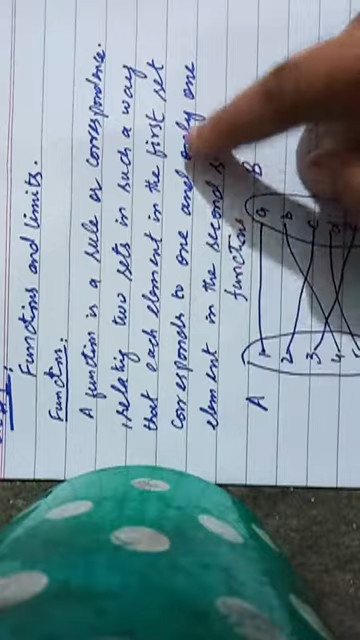 Functions and limits.
Function:
A function is a rule or correspondence.
relating two sets in such a way
that each element in the first set
corresponds to one and only one
element in the second
function
A B
1 a
2 b
3 c
4 d